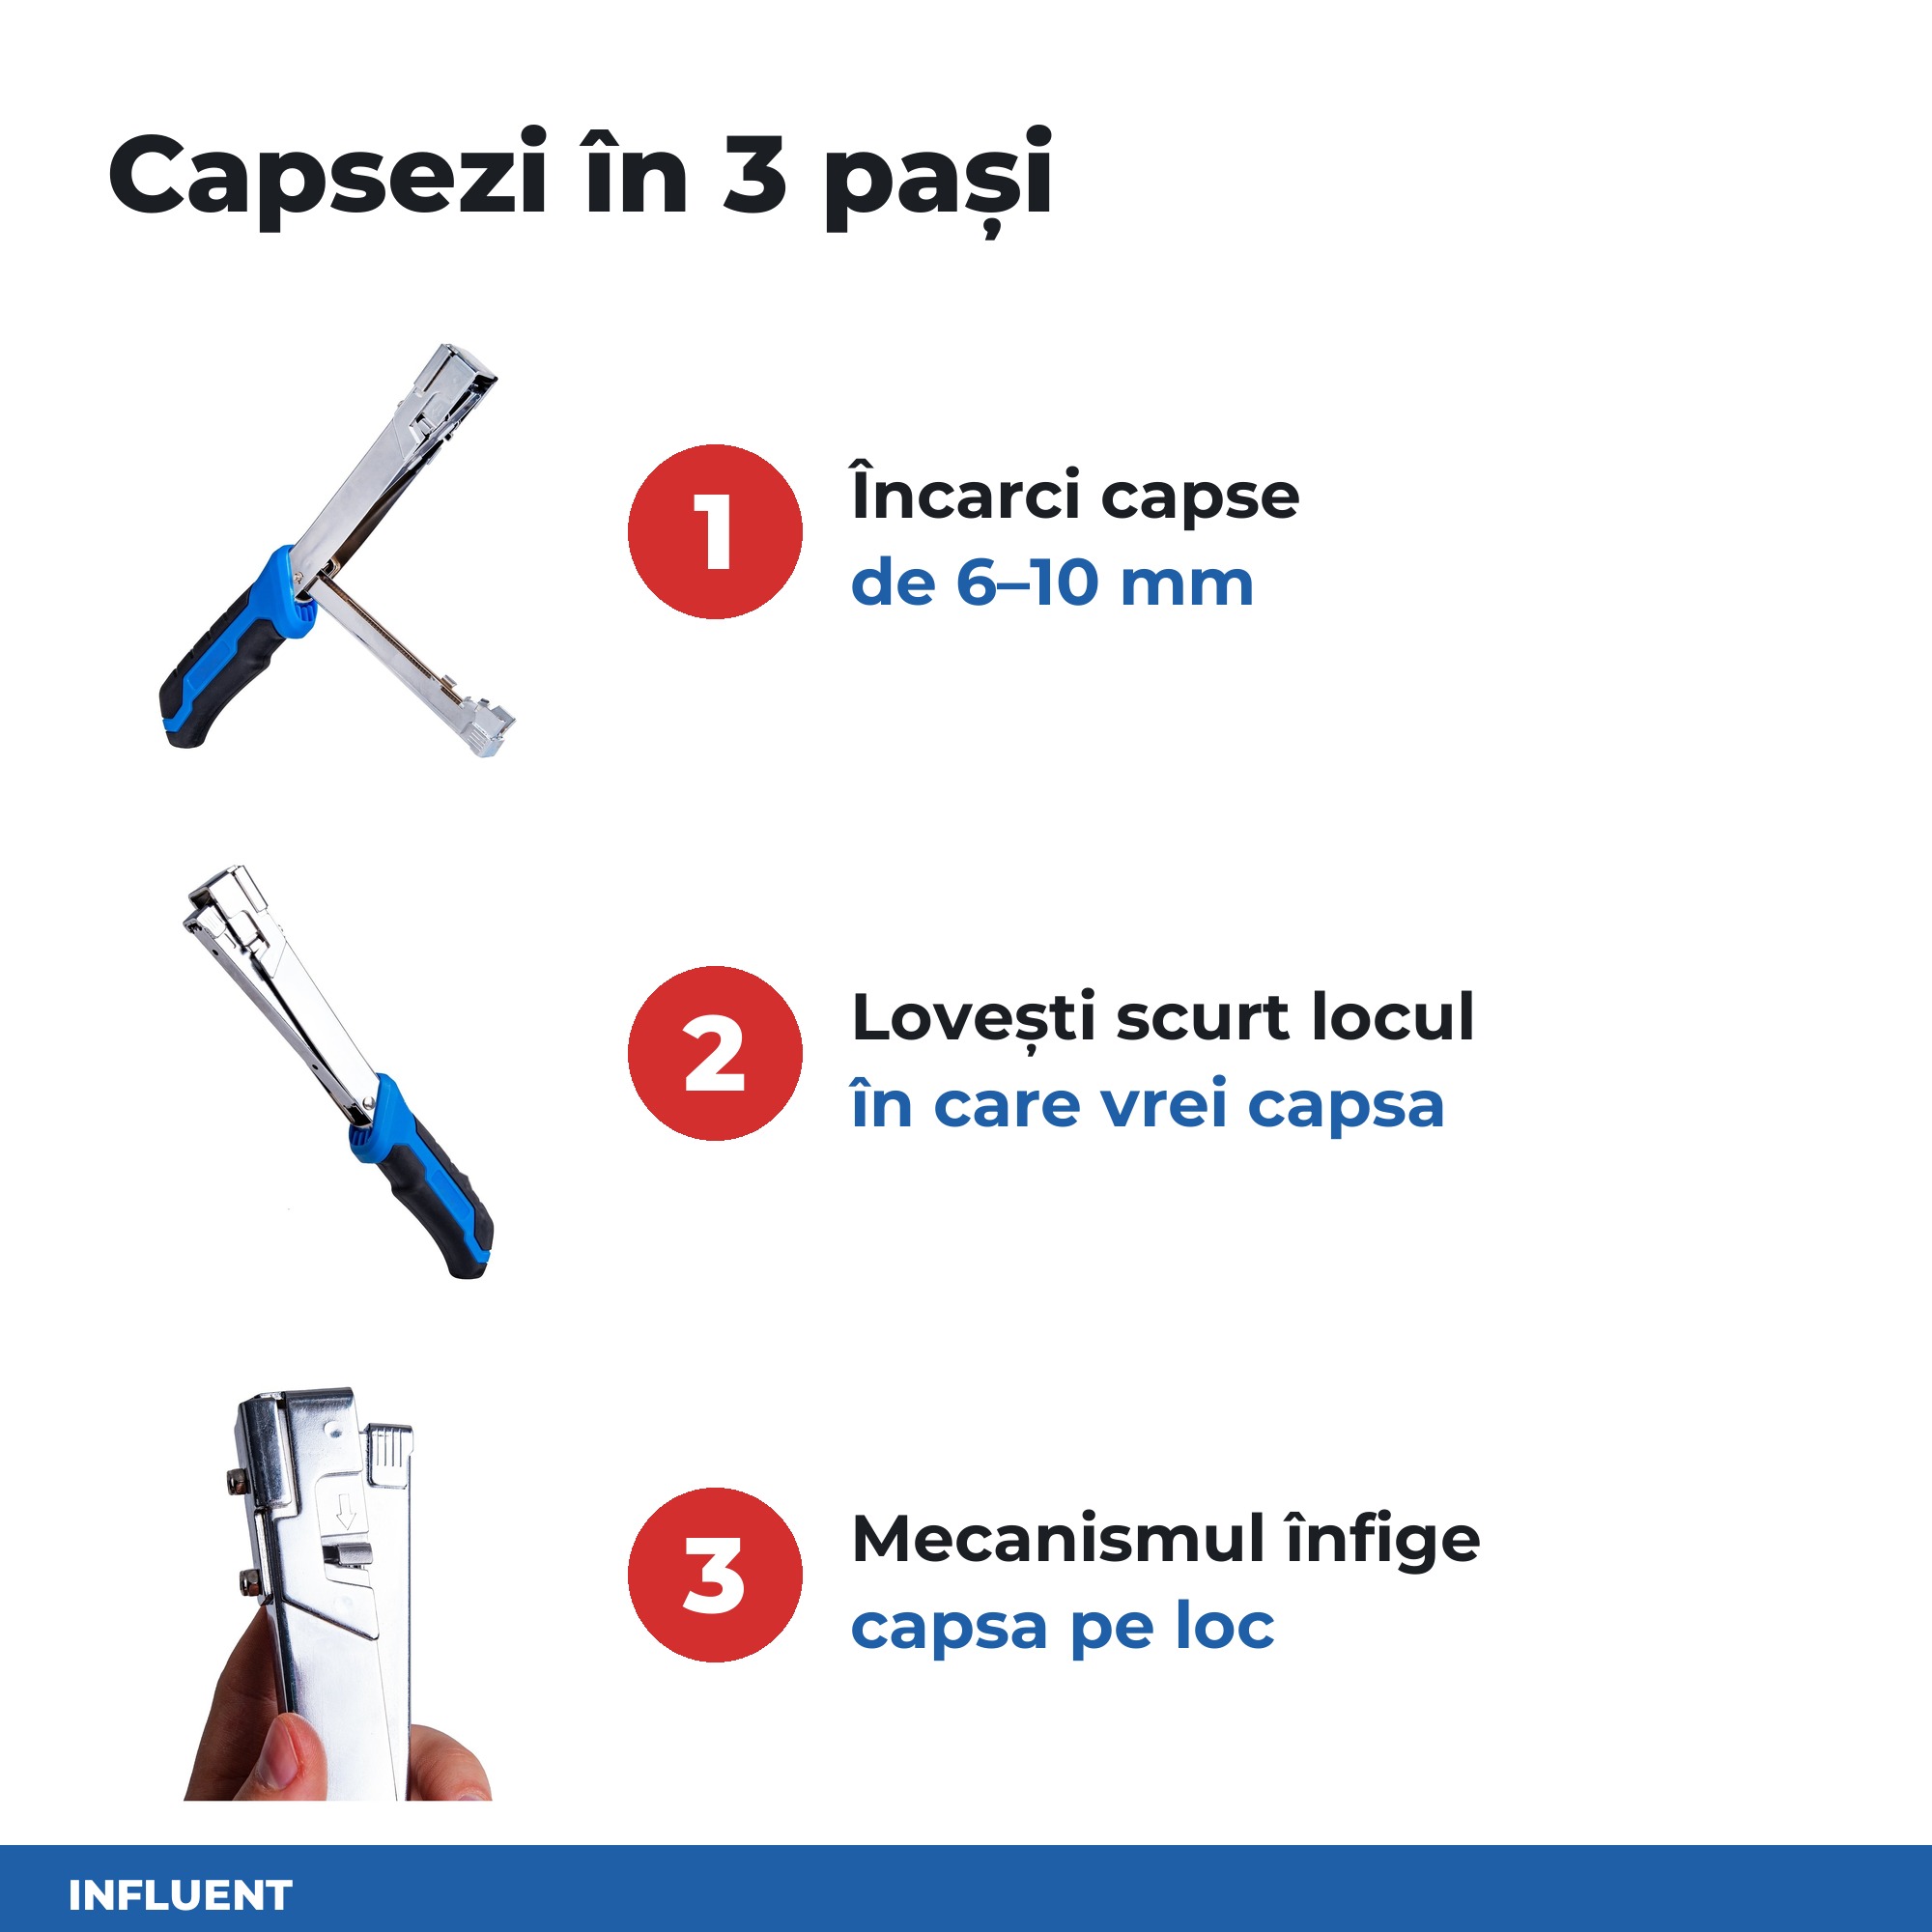 Capsezi în 3 pași
1
Încarci capse
de 6–10 mm
2
Lovești scurt locul
în care vrei capsa
3
Mecanismul înfige
capsa pe loc
INFLUENT